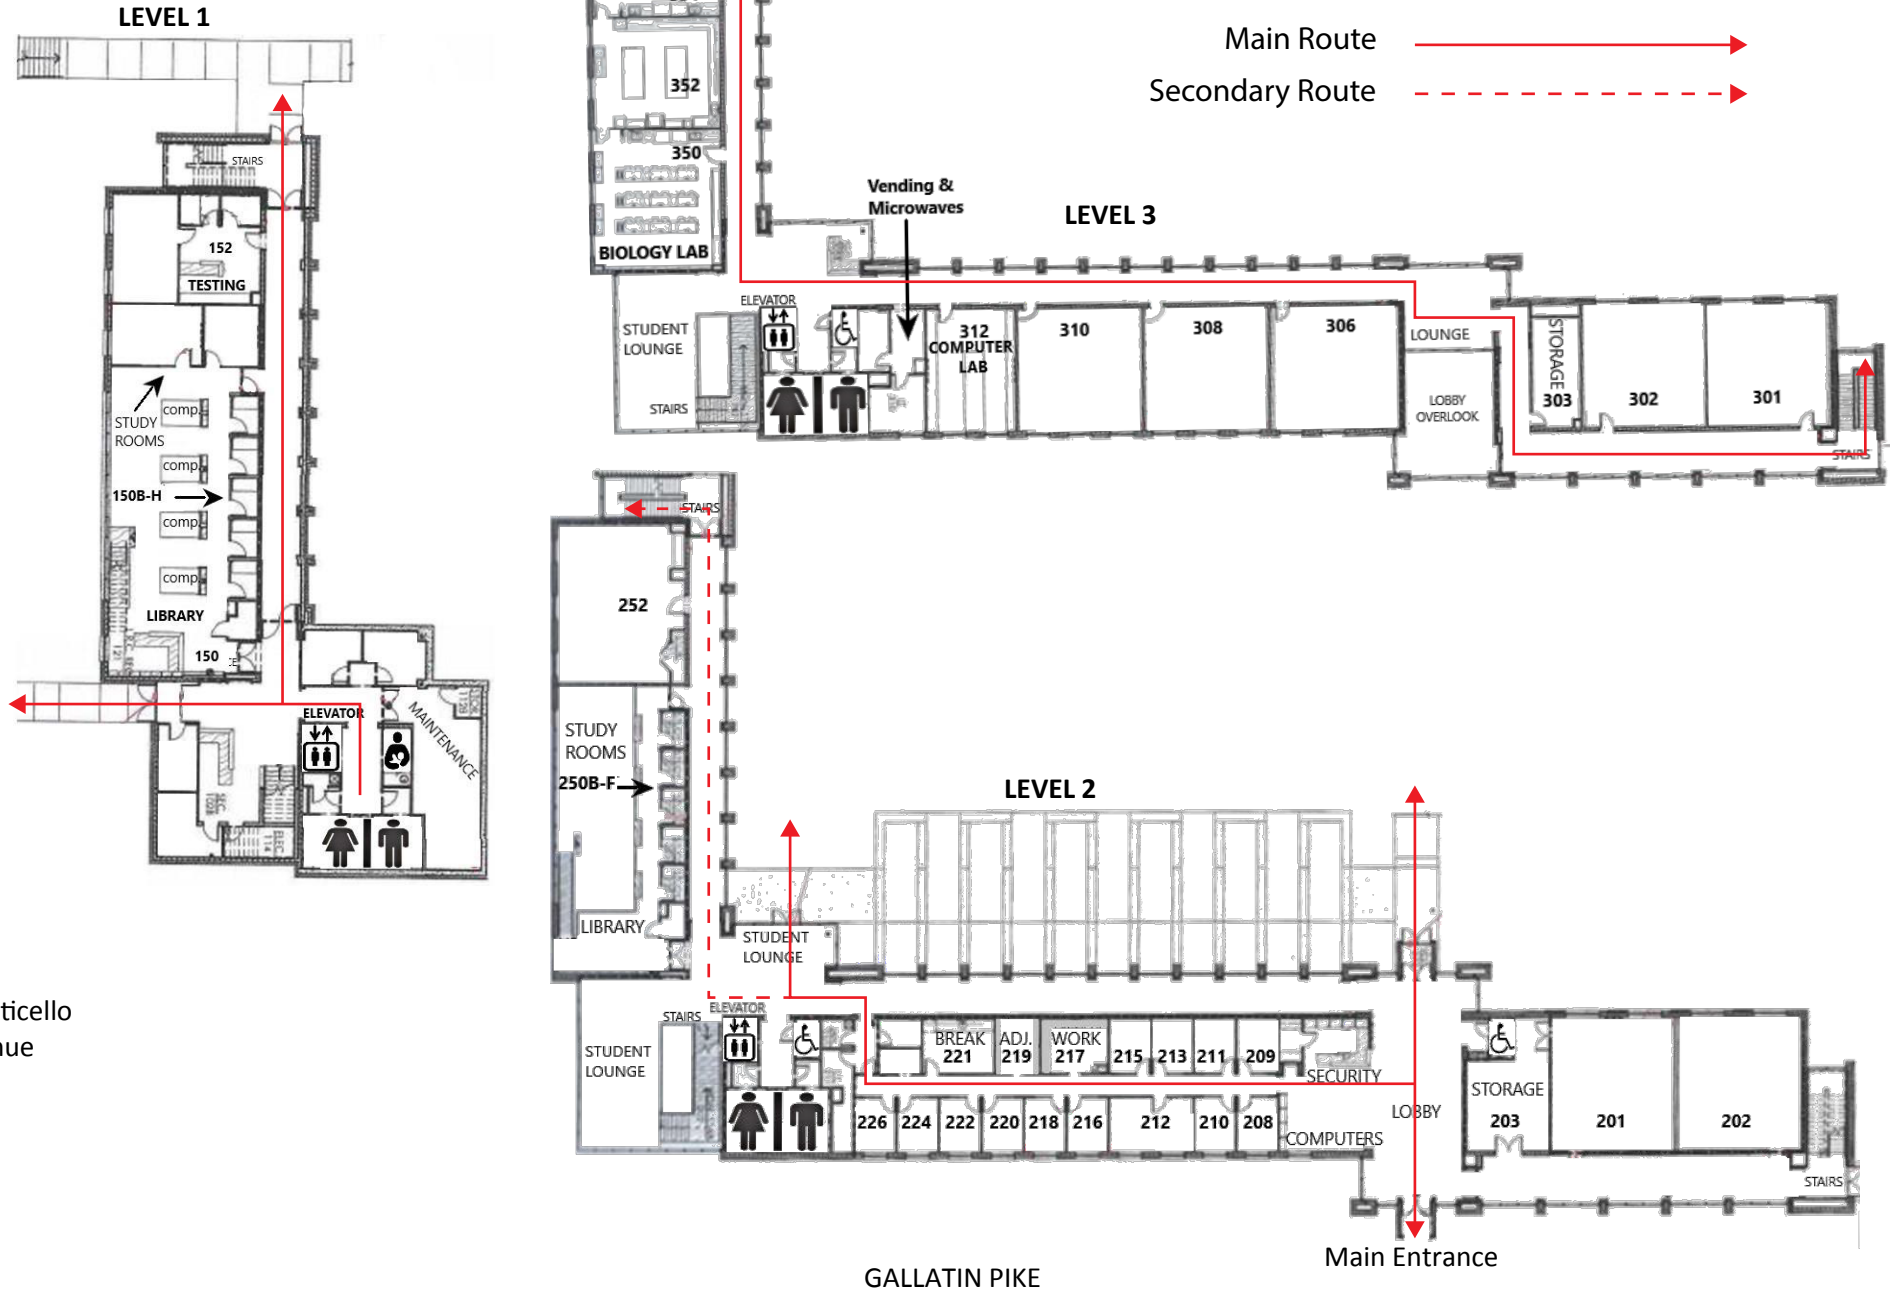 LEVEL 1
STAIRS
152
TESTING
STUDY
ROOMS
comp.
comp.
150B-H
comp.
comp.
LIBRARY
150
ELEVATOR
MAINTENANCE
ELEC
114
Main Route
Secondary Route
352
350
BIOLOGY LAB
Vending &
Microwaves
LEVEL 3
ELEVATOR
STUDENT
LOUNGE
STAIRS
312
COMPUTER
LAB
310
308
306
LOUNGE
LOBBY
OVERLOOK
STORAGE
303
302
301
STAIRS
STAIRS
252
STUDY
ROOMS
250B-F
LIBRARY
LEVEL 2
STUDENT
LOUNGE
STAIRS
ELEVATOR
STUDENT
LOUNGE
BREAK
221
ADJ.
219
WORK
217
215
213
211
209
SECURITY
226
224
222
220
218
216
212
210
208
COMPUTERS
LOBBY
STORAGE
203
201
202
STAIRS
ticello
nue
Main Entrance
GALLATIN PIKE